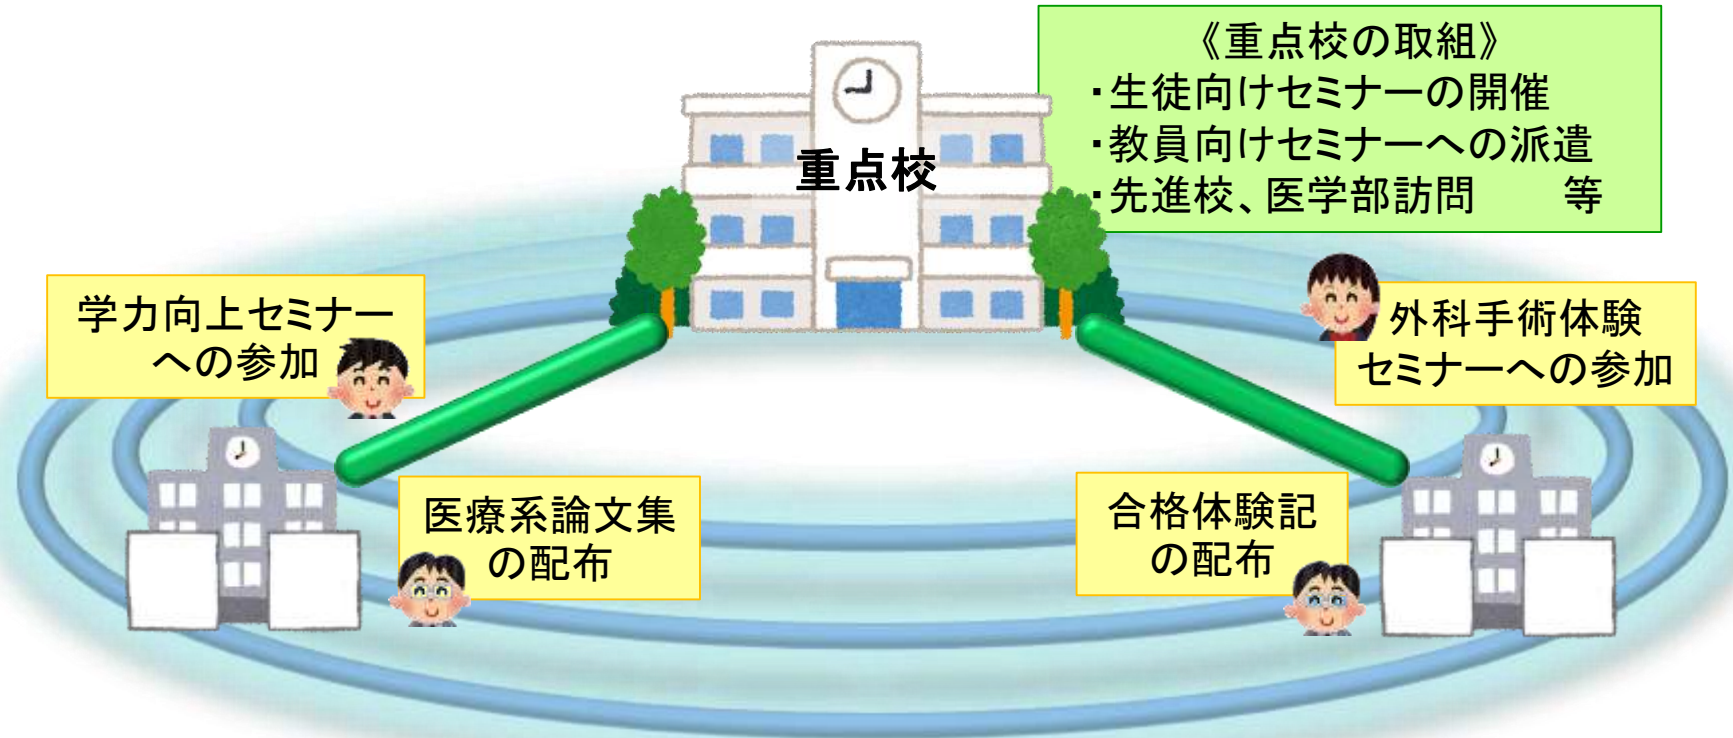 《重点校の取組》
・生徒向けセミナーの開催
・教員向けセミナーへの派遣
・先進校、医学部訪問　　等
重点校
学力向上セミナー
への参加
外科手術体験
セミナーへの参加
医療系論文集
の配布
合格体験記
の配布